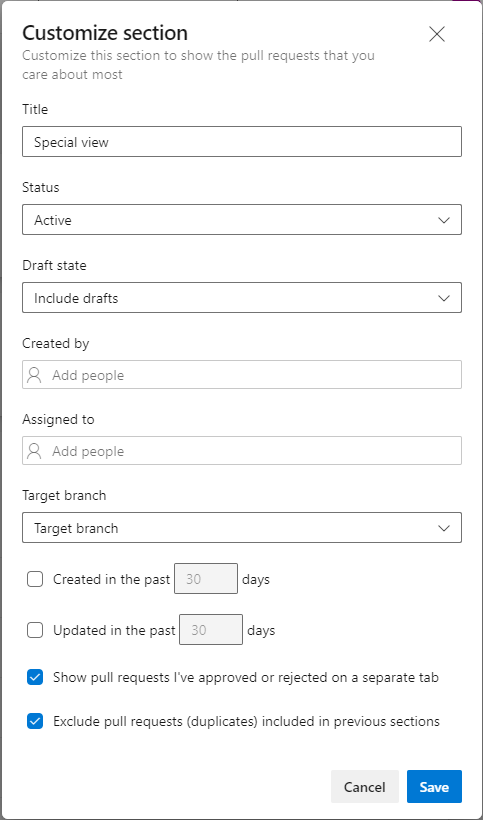 Customize section
Customize this section to show the pull requests that you
care about most
Title
Special view
Status
Active
Draft state
Include drafts
Created by
Add people
Assigned to
Add people
Target branch
Target branch
Created in the past 30 days
Updated in the past 30 days
Show pull requests I've approved or rejected on a separate tab
Exclude pull requests (duplicates) included in previous sections
Cancel Save